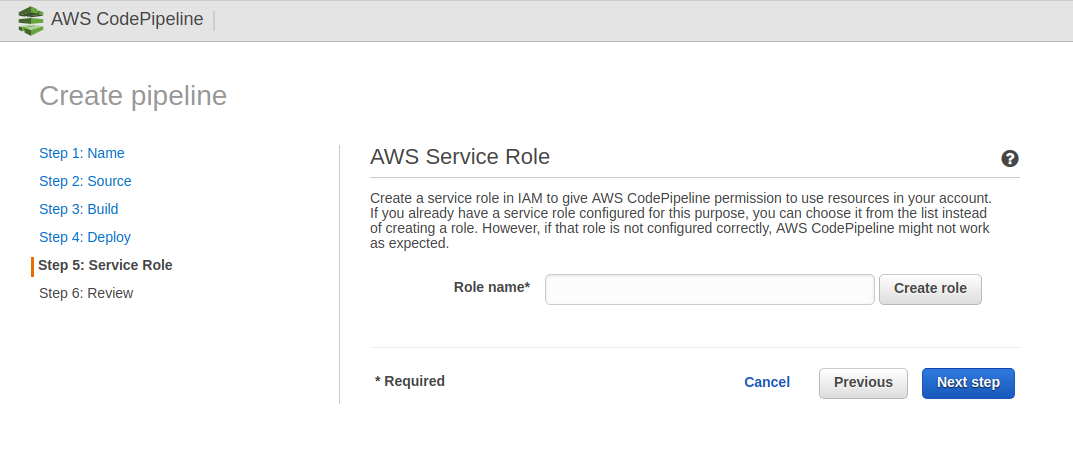 AWS CodePipeline
Create pipeline
Step 1: Name
Step 2: Source
Step 3: Build
Step 4: Deploy
Step 5: Service Role
Step 6: Review
AWS Service Role
?
Create a service role in IAM to give AWS CodePipeline permission to use resources in your account.
If you already have a service role configured for this purpose, you can choose it from the list instead
of creating a role. However, if that role is not configured correctly, AWS CodePipeline might not work
as expected.
Role name* Create role
* Required Cancel Previous Next step